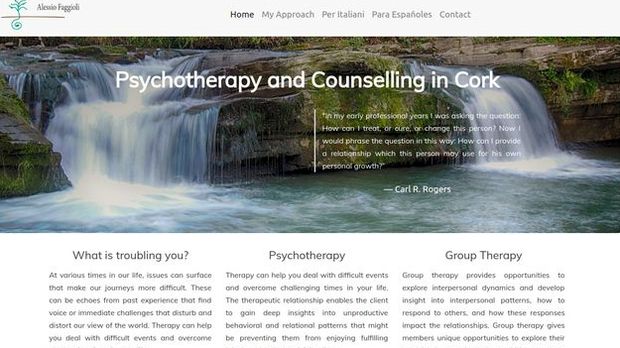 Alessio Faggioli
Home My Approach Per Italiani Para Españoles Contact
Psychotherapy and Counselling in Cork
"In my early professional years I was asking the question:
How can I treat, or cure, or change this person? Now I
would phrase the question in this way: How can I provide
a relationship which this person may use for his own
personal growth?"
— Carl R. Rogers
What is troubling you?
At various times in our life, issues can surface
that make our journeys more difficult. These
can be echoes from past experience that find
voice or immediate challenges that disturb and
distort our view of the world. Therapy can help
you deal with difficult events and overcome
Psychotherapy
Therapy can help you deal with difficult events
and overcome challenging times in your life.
The therapeutic relationship enables the client
to gain deep insights into unproductive
behavioral and relational patterns that might
be preventing them from enjoying fulfilling
Group Therapy
Group therapy provides opportunities to
explore interpersonal dynamics and develop
insight into interpersonal patterns, how to
respond to others, and how these responses
impact the relationships. Group therapy gives
members unique opportunities to explore their